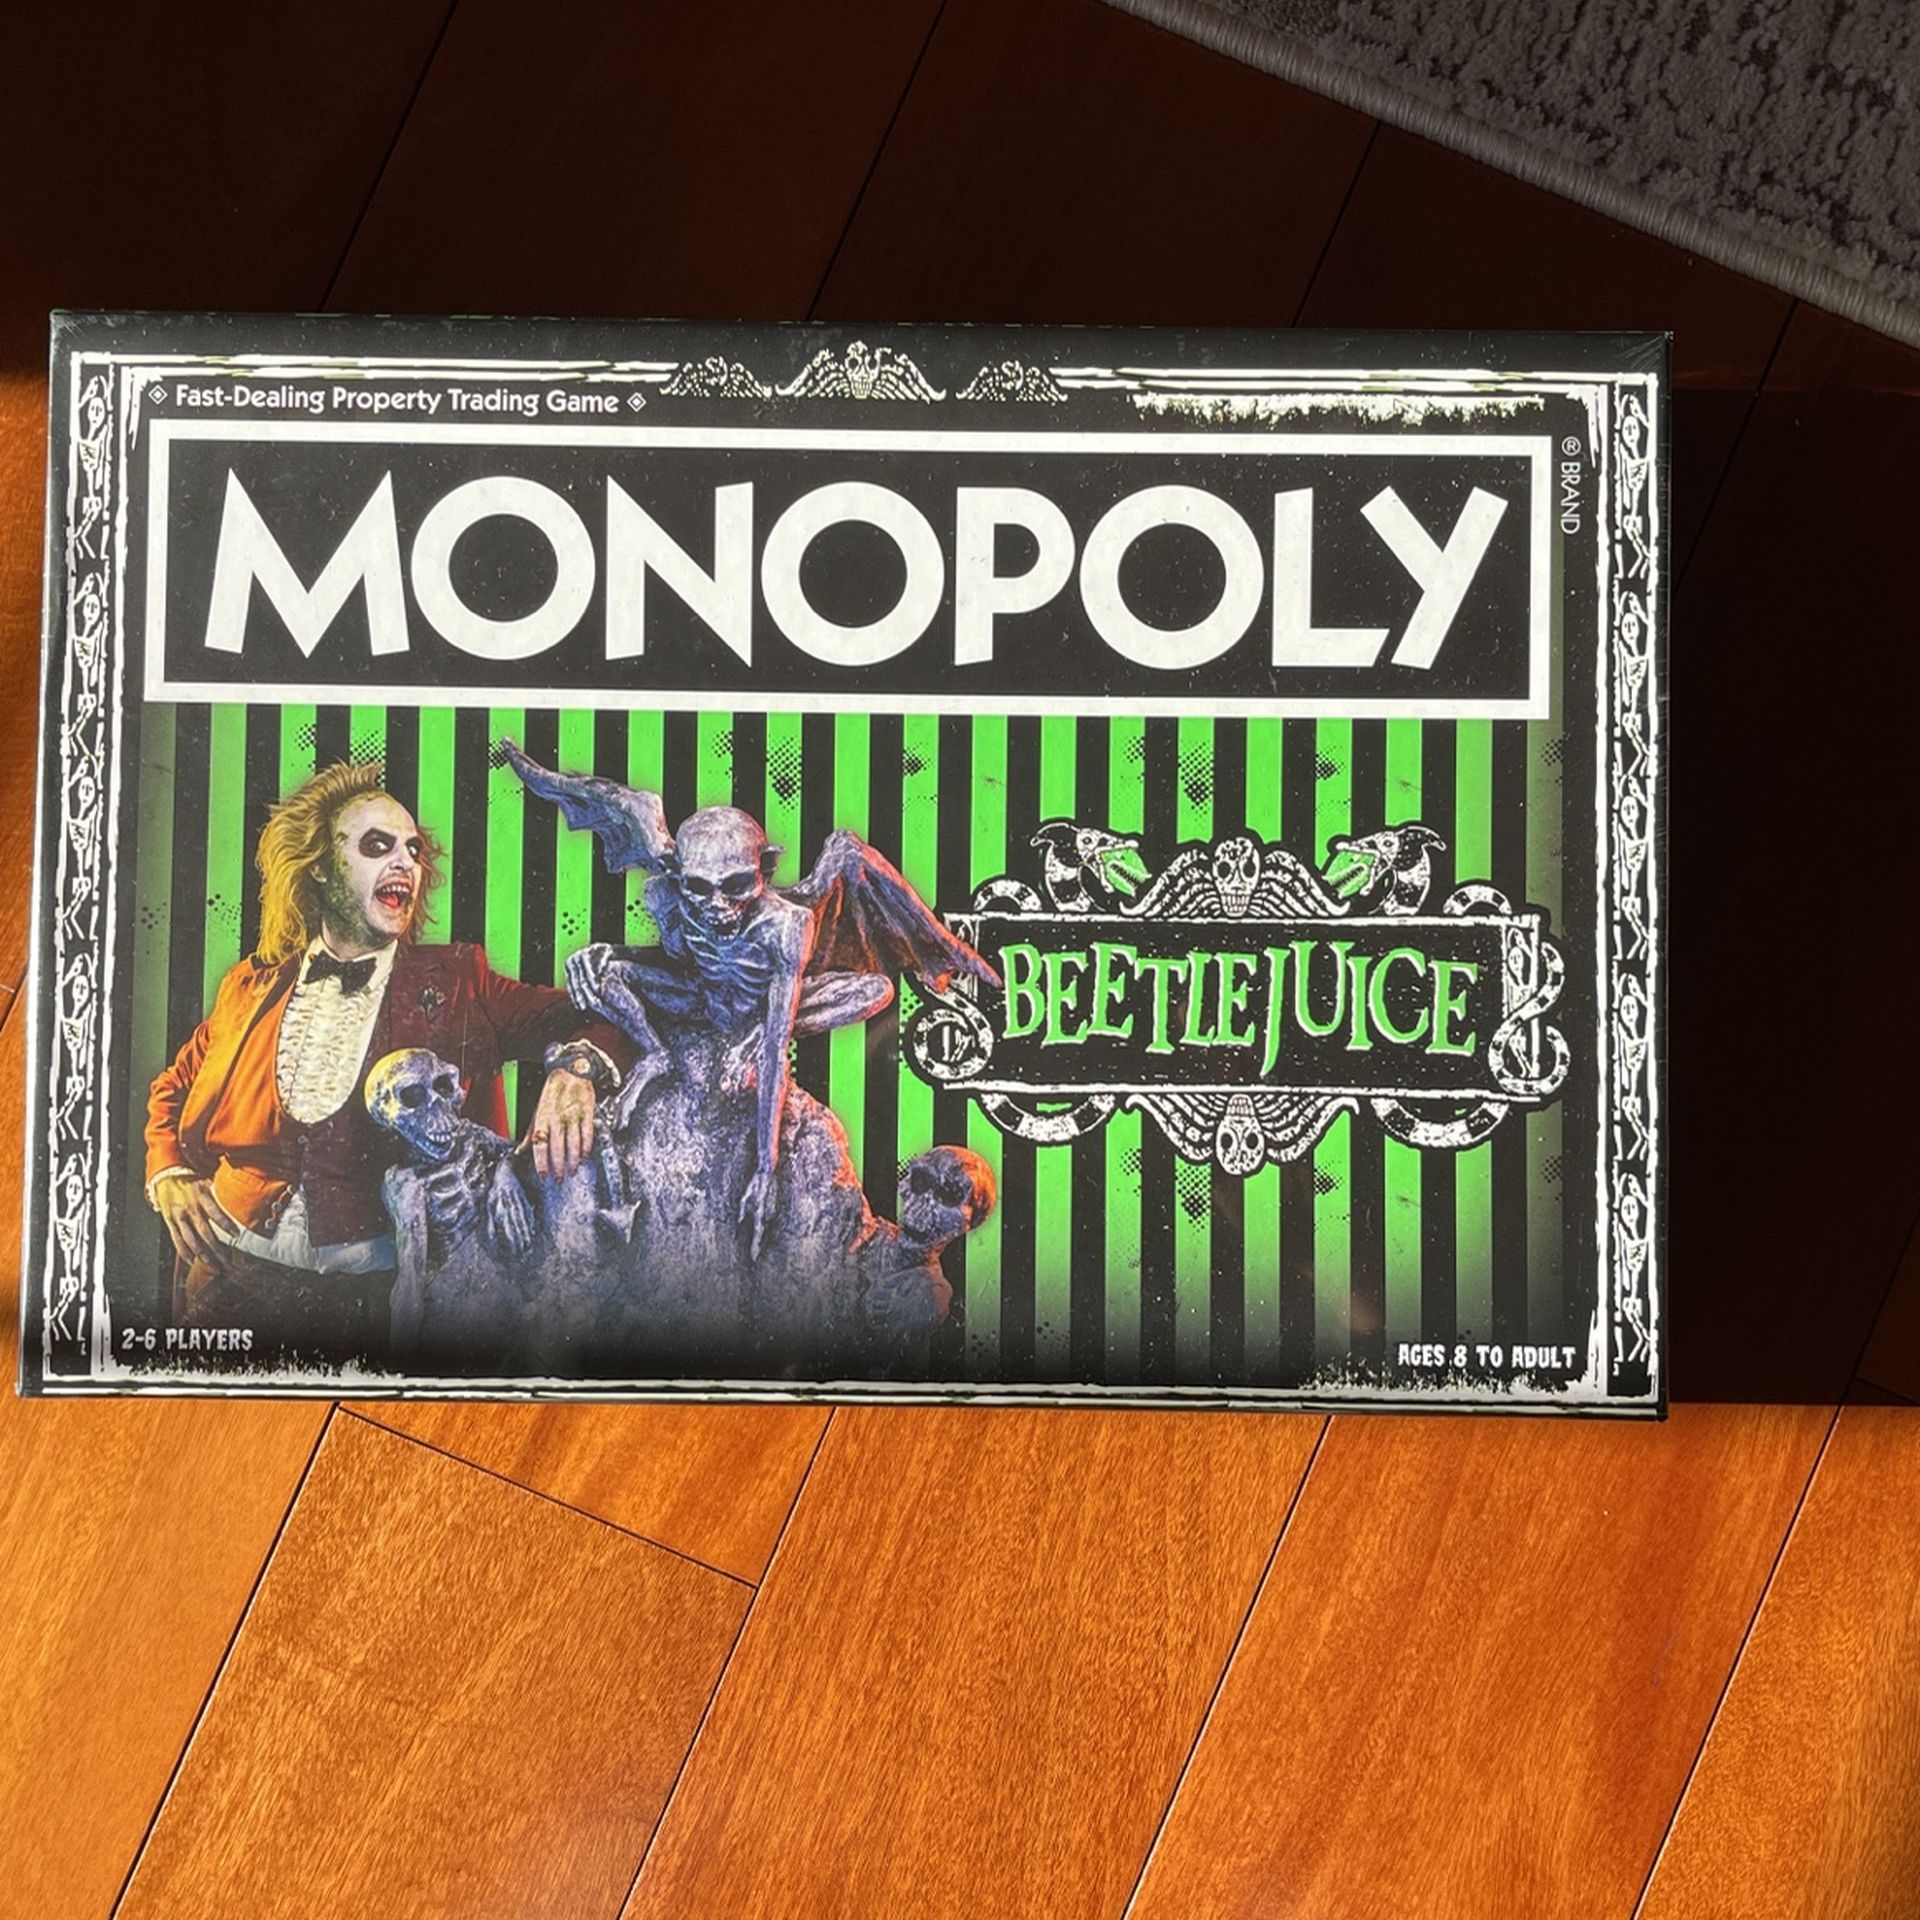 Fast-Dealing Property Trading Game
MONOPOLY
® BRAND
BEETLEJUICE
2-6 PLAYERS
AGES 8 TO ADULT